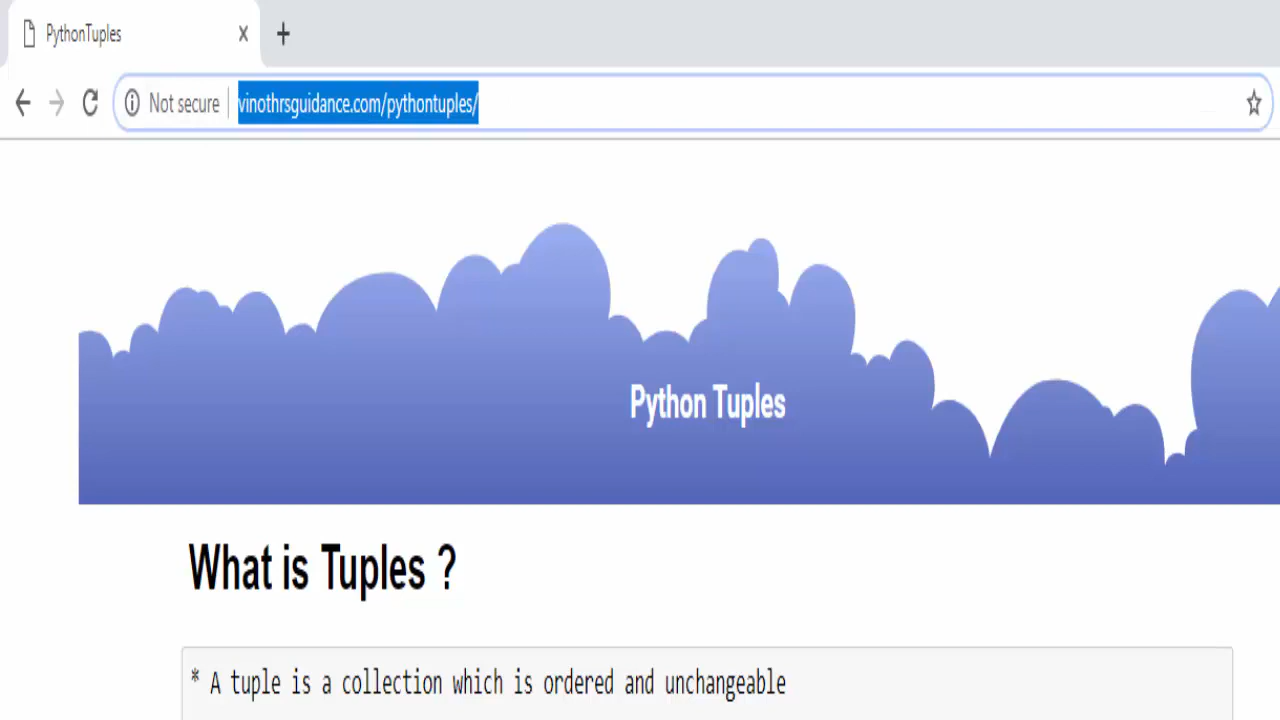 PythonTuples
Not secure
vinothrsguidance.com/pythontuples/
Python Tuples
What is Tuples ?
* A tuple is a collection which is ordered and unchangeable